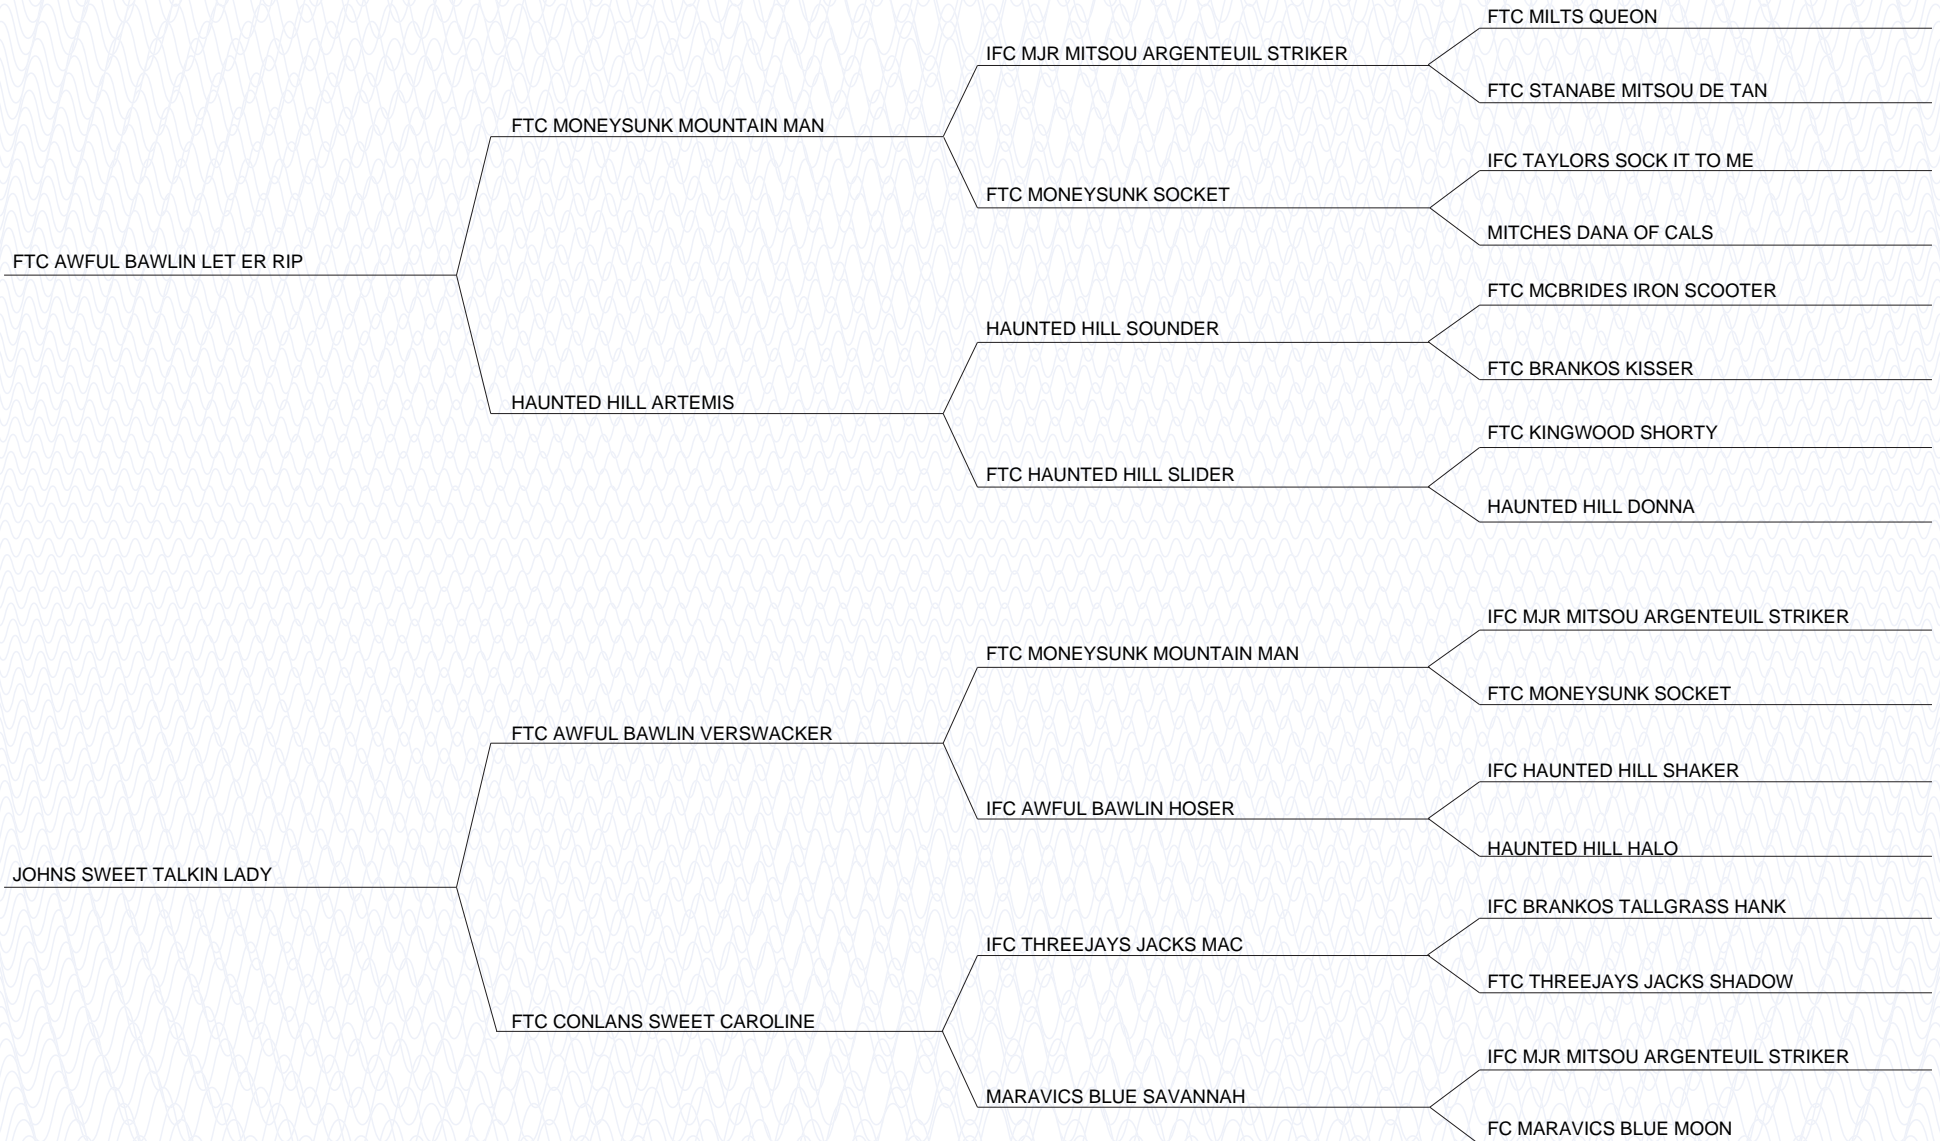 FTC MILTS QUEON
IFC MJR MITSOU ARGENTEUIL STRIKER
FTC STANABE MITSOU DE TAN
FTC MONEYSUNK MOUNTAIN MAN
IFC TAYLORS SOCK IT TO ME
FTC MONEYSUNK SOCKET
MITCHES DANA OF CALS
FTC AWFUL BAWLIN LET ER RIP
FTC MCBRIDES IRON SCOOTER
HAUNTED HILL SOUNDER
FTC BRANKOS KISSER
HAUNTED HILL ARTEMIS
FTC KINGWOOD SHORTY
FTC HAUNTED HILL SLIDER
HAUNTED HILL DONNA
IFC MJR MITSOU ARGENTEUIL STRIKER
FTC MONEYSUNK MOUNTAIN MAN
FTC MONEYSUNK SOCKET
FTC AWFUL BAWLIN VERSWACKER
IFC HAUNTED HILL SHAKER
IFC AWFUL BAWLIN HOSER
HAUNTED HILL HALO
JOHNS SWEET TALKIN LADY
IFC BRANKOS TALLGRASS HANK
IFC THREEJAYS JACKS MAC
FTC THREEJAYS JACKS SHADOW
FTC CONLANS SWEET CAROLINE
IFC MJR MITSOU ARGENTEUIL STRIKER
MARAVICS BLUE SAVANNAH
FC MARAVICS BLUE MOON